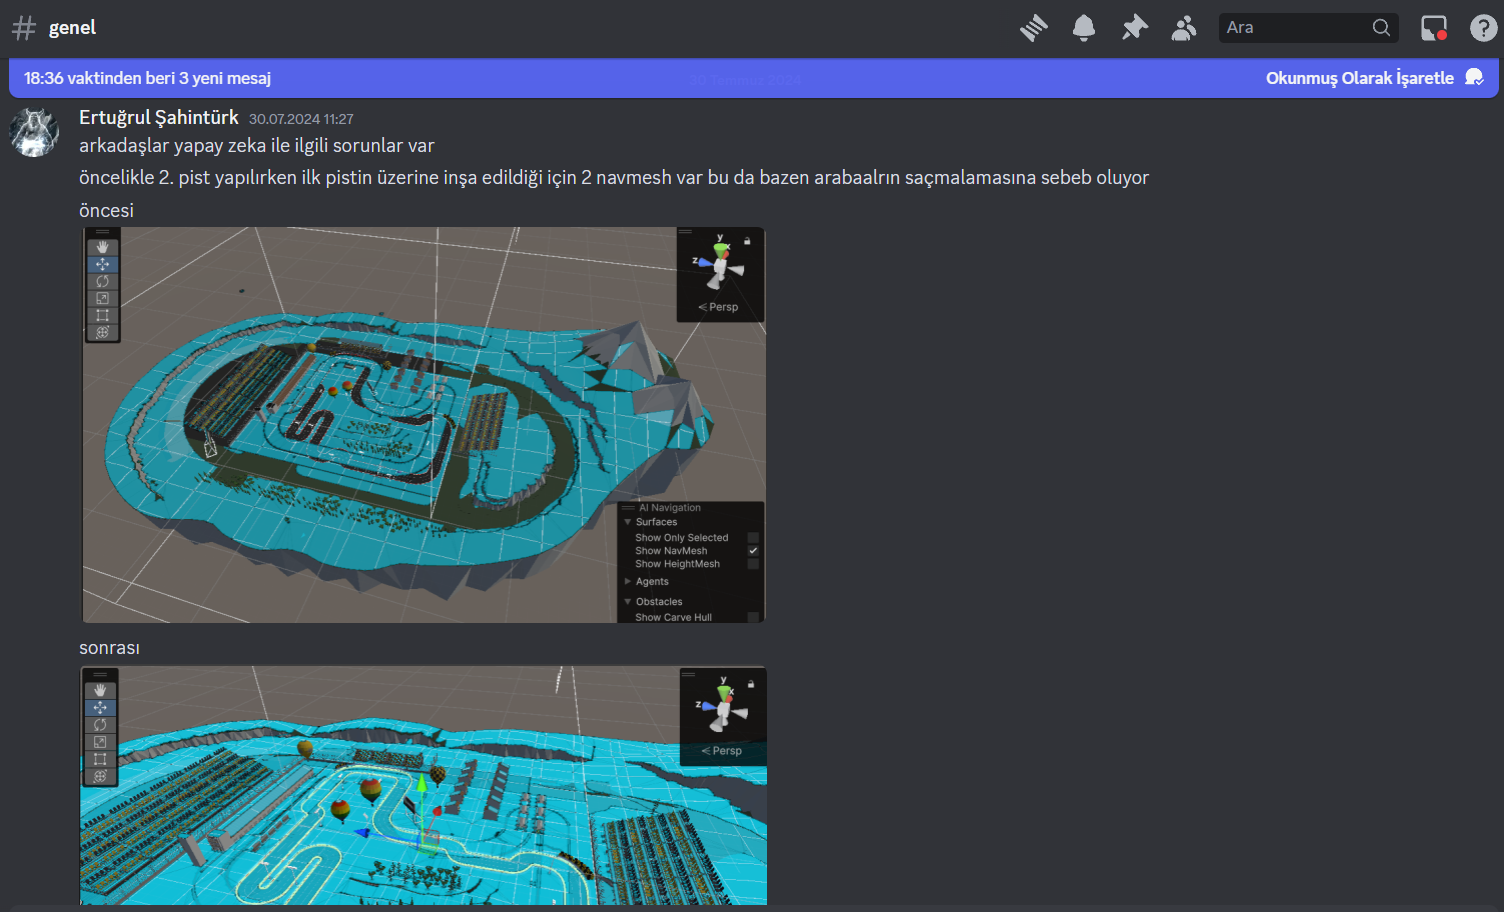 genel
Ara
18:36 vaktinden beri 3 yeni mesaj
30 Temmuz 2024
Okunmuş Olarak İşaretle
Ertuğrul Şahintürk 30.07.2024 11:27
arkadaşlar yapay zeka ile ilgili sorunlar var
öncelikle 2. pist yapılırken ilk pistin üzerine inşa edildiği için 2 navmesh var bu da bazen arabaalrın saçmalamasına sebeb oluyor
öncesi
y
x
z
<Persp
AI Navigation
Surfaces
Show Only Selected
Show NavMesh
Show HeightMesh
Agents
Obstacles
Show Carve Hull
sonrası
y
x
z
<Persp